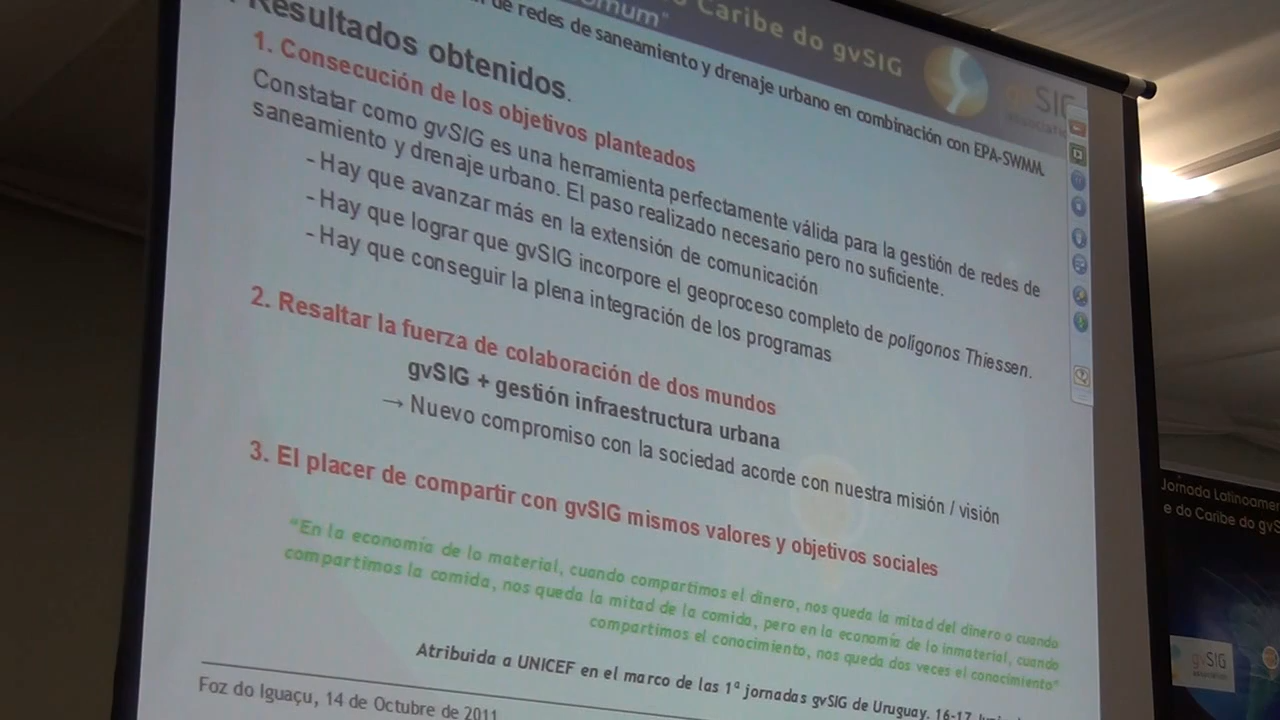 Caribe do gvSIG
de redes de saneamiento y drenaje urbano en combinación con EPA-SWMM.
Resultados obtenidos.
1. Consecución de los objetivos planteados
Constatar como gvSIG es una herramienta perfectamente válida para la gestión de redes de
saneamiento y drenaje urbano. El paso realizado necesario pero no suficiente.
- Hay que avanzar más en la extensión de comunicación
- Hay que lograr que gvSIG incorpore el geoproceso completo de polígonos Thiessen.
- Hay que conseguir la plena integración de los programas
2. Resaltar la fuerza de colaboración de dos mundos
gvSIG + gestión infraestructura urbana
→ Nuevo compromiso con la sociedad acorde con nuestra misión / visión
3. El placer de compartir con gvSIG mismos valores y objetivos sociales
"En la economía de lo material, cuando compartimos el dinero, nos queda la mitad del dinero o cuando
compartimos la comida, nos queda la mitad de la comida, pero en la economía de lo inmaterial, cuando
compartimos el conocimiento, nos queda dos veces el conocimiento"
Atribuida a UNICEF en el marco de las 1ª jornadas gvSIG de Uruguay. 16-17
Foz do Iguaçu, 14 de Octubre de 2011
Jornada
e do Caribe do
gvSIG